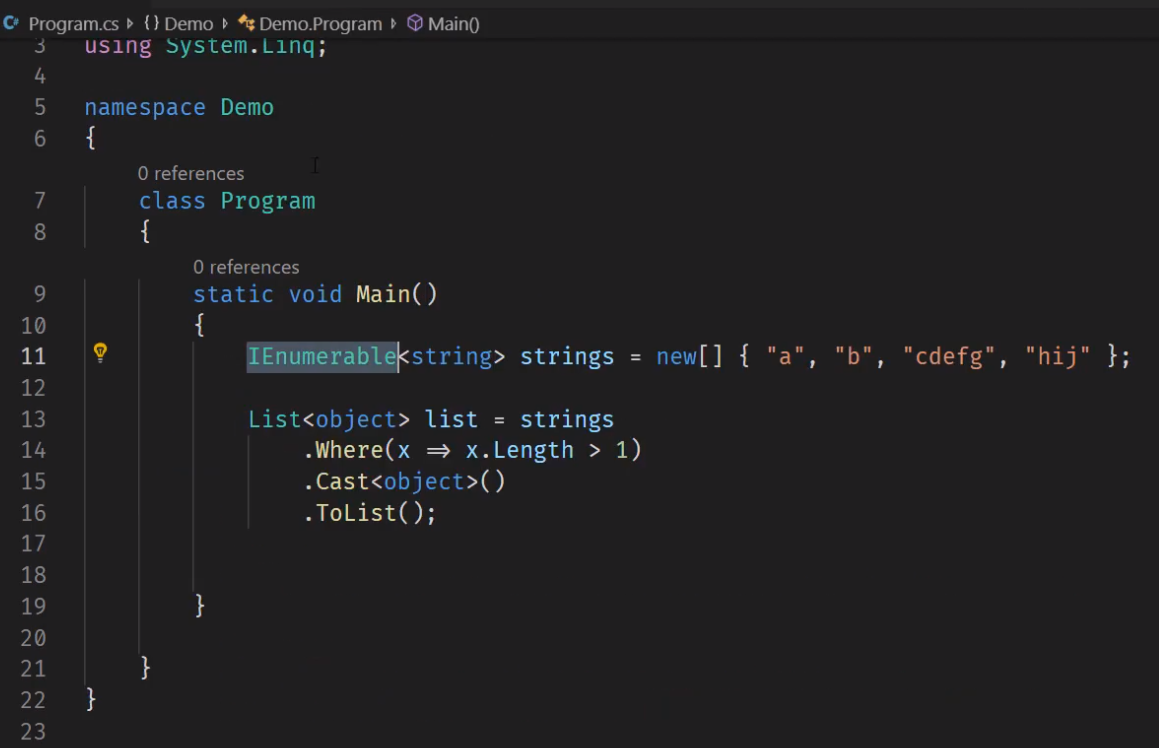 Program.cs {} Demo Demo.Program Main()
3 using System.Linq;
4
5 namespace Demo
6 {
0 references
7 class Program
8 {
0 references
9 static void Main()
10 {
11 IEnumerable<string> strings = new[] { "a", "b", "cdefg", "hij" };
12
13 List<object> list = strings
14 .Where(x => x.Length > 1)
15 .Cast<object>()
16 .ToList();
17
18
19 }
20
21 }
22 }
23